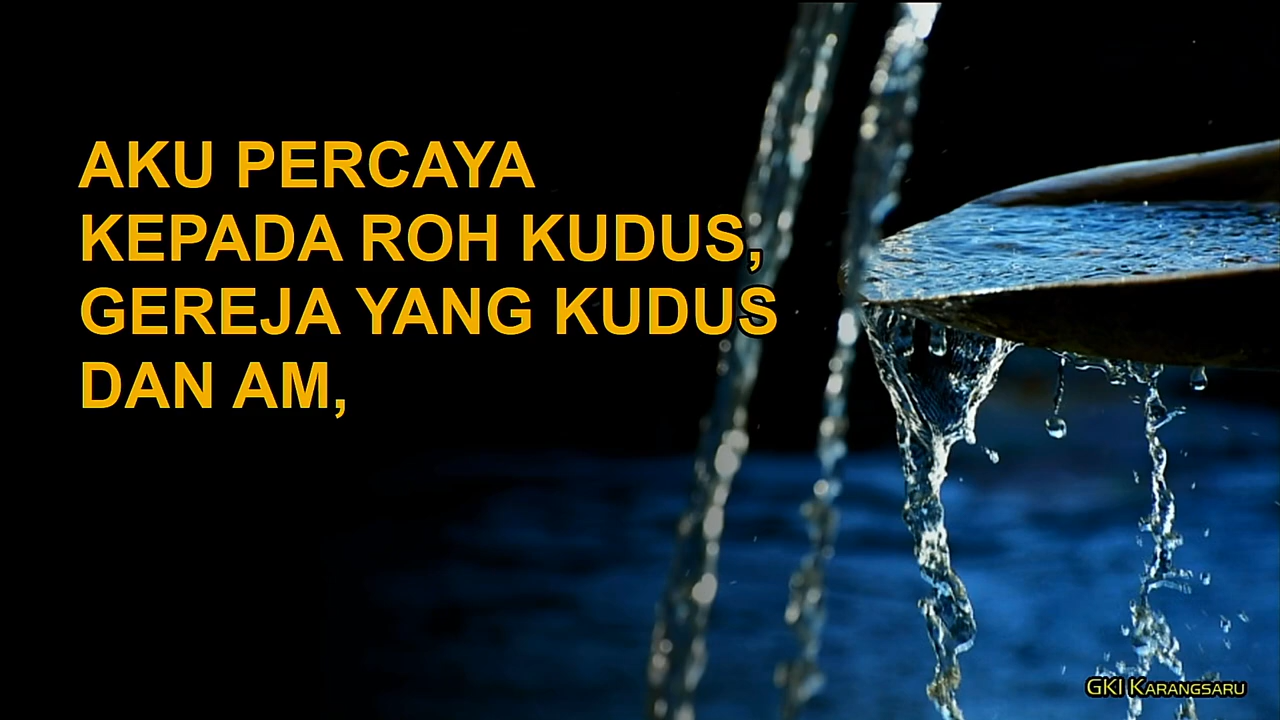 AKU PERCAYA
KEPADA ROH KUDUS,
GEREJA YANG KUDUS
DAN AM,
GKI KARANGSARU